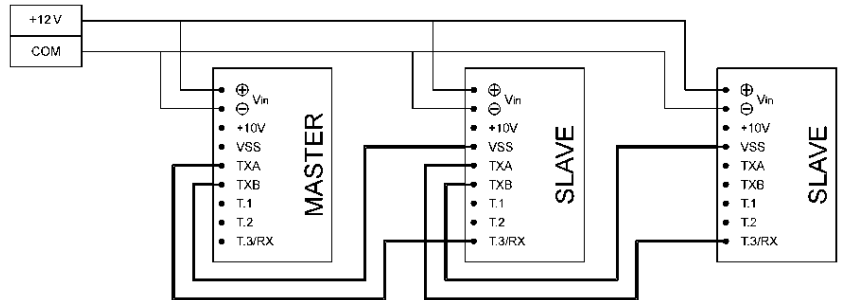 +12V
COM
⊕ Vin
⊖
+10V
VSS
TXA
TXB
T.1
T.2
T.3/RX
MASTER
⊕ Vin
⊖
+10V
VSS
TXA
TXB
T.1
T.2
T.3/RX
SLAVE
⊕ Vin
⊖
+10V
VSS
TXA
TXB
T.1
T.2
T.3/RX
SLAVE